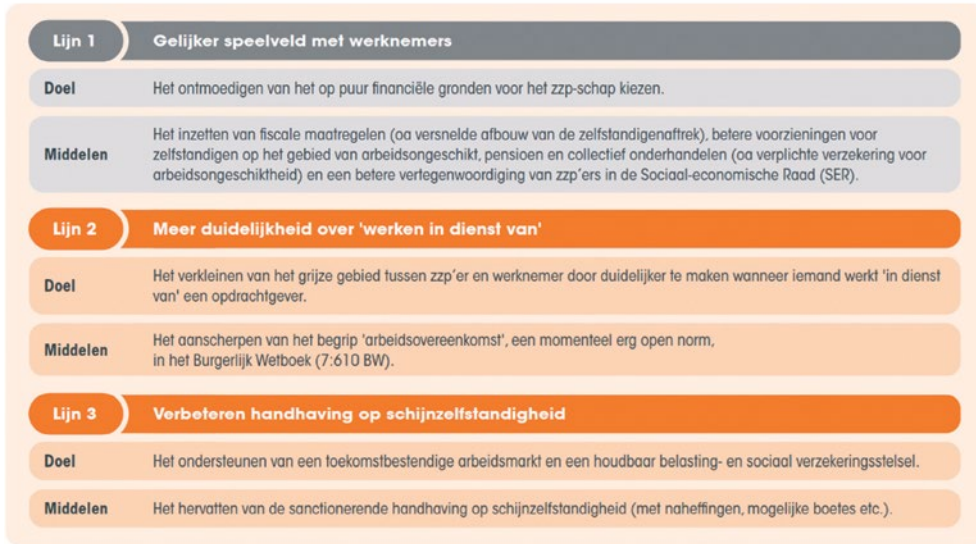 Lijn 1 Gelijker speelveld met werknemers
Doel Het ontmoedigen van het op puur financiële gronden voor het zzp-schap kiezen.
Middelen Het inzetten van fiscale maatregelen (oa versnelde afbouw van de zelfstandigenaftrek), betere voorzieningen voor
zelfstandigen op het gebied van arbeidsongeschikt, pensioen en collectief onderhandelen (oa verplichte verzekering voor
arbeidsongeschiktheid) en een betere vertegenwoordiging van zzp'ers in de Sociaal-economische Raad (SER).
Lijn 2 Meer duidelijkheid over 'werken in dienst van'
Doel Het verkleinen van het grijze gebied tussen zzp'er en werknemer door duidelijker te maken wanneer iemand werkt 'in dienst
van' een opdrachtgever.
Middelen Het aanscherpen van het begrip 'arbeidsovereenkomst', een momenteel erg open norm,
in het Burgerlijk Wetboek (7:610 BW).
Lijn 3 Verbeteren handhaving op schijnzelfstandigheid
Doel Het ondersteunen van een toekomstbestendige arbeidsmarkt en een houdbaar belasting- en sociaal verzekeringsstelsel.
Middelen Het hervatten van de sanctionerende handhaving op schijnzelfstandigheid (met naheffingen, mogelijke boetes etc.).